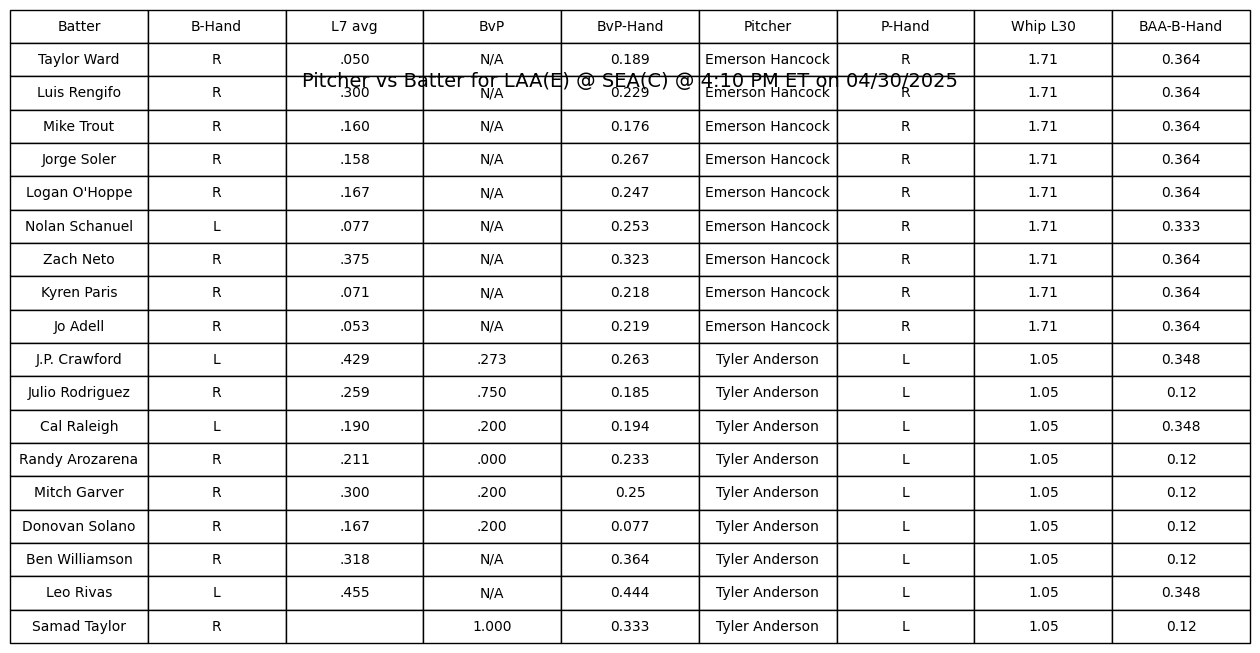 Batter B-Hand L7 avg BvP BvP-Hand Pitcher P-Hand Whip L30 BAA-B-Hand
Taylor Ward R .050 N/A 0.189 Emerson Hancock R 1.71 0.364
Pitcher vs Batter for LAA(E) @ SEA(C) @ 4:10 PM ET on 04/30/2025
Luis Rengifo R .300 N/A 0.229 Emerson Hancock R 1.71 0.364
Mike Trout R .160 N/A 0.176 Emerson Hancock R 1.71 0.364
Jorge Soler R .158 N/A 0.267 Emerson Hancock R 1.71 0.364
Logan O'Hoppe R .167 N/A 0.247 Emerson Hancock R 1.71 0.364
Nolan Schanuel L .077 N/A 0.253 Emerson Hancock R 1.71 0.333
Zach Neto R .375 N/A 0.323 Emerson Hancock R 1.71 0.364
Kyren Paris R .071 N/A 0.218 Emerson Hancock R 1.71 0.364
Jo Adell R .053 N/A 0.219 Emerson Hancock R 1.71 0.364
J.P. Crawford L .429 .273 0.263 Tyler Anderson L 1.05 0.348
Julio Rodriguez R .259 .750 0.185 Tyler Anderson L 1.05 0.12
Cal Raleigh L .190 .200 0.194 Tyler Anderson L 1.05 0.348
Randy Arozarena R .211 .000 0.233 Tyler Anderson L 1.05 0.12
Mitch Garver R .300 .200 0.25 Tyler Anderson L 1.05 0.12
Donovan Solano R .167 .200 0.077 Tyler Anderson L 1.05 0.12
Ben Williamson R .318 N/A 0.364 Tyler Anderson L 1.05 0.12
Leo Rivas L .455 N/A 0.444 Tyler Anderson L 1.05 0.348
Samad Taylor R 1.000 0.333 Tyler Anderson L 1.05 0.12